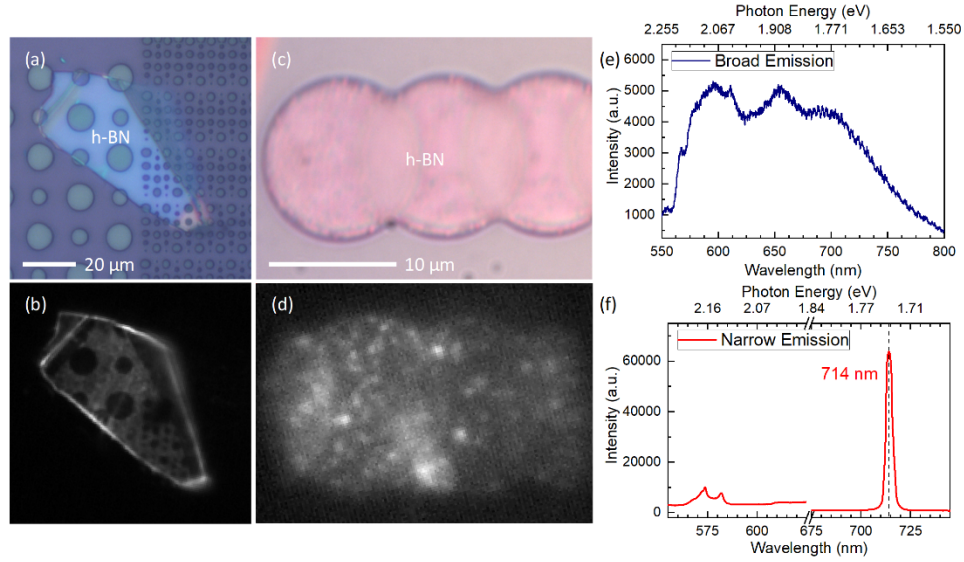 (a)
h-BN
20 μm
(b)
(c)
h-BN
10 μm
(d)
Photon Energy (eV)
2.255 2.067 1.908 1.771 1.653 1.550
(e)
Broad Emission
6000
5000
4000
3000
2000
1000
Intensity (a.u.)
550 600 650 700 750 800
Wavelength (nm)
Photon Energy (eV)
2.16 2.07 1.84 1.77 1.71
(f)
Narrow Emission
714 nm
60000
40000
20000
0
Intensity (a.u.)
575 600 675 700 725
Wavelength (nm)